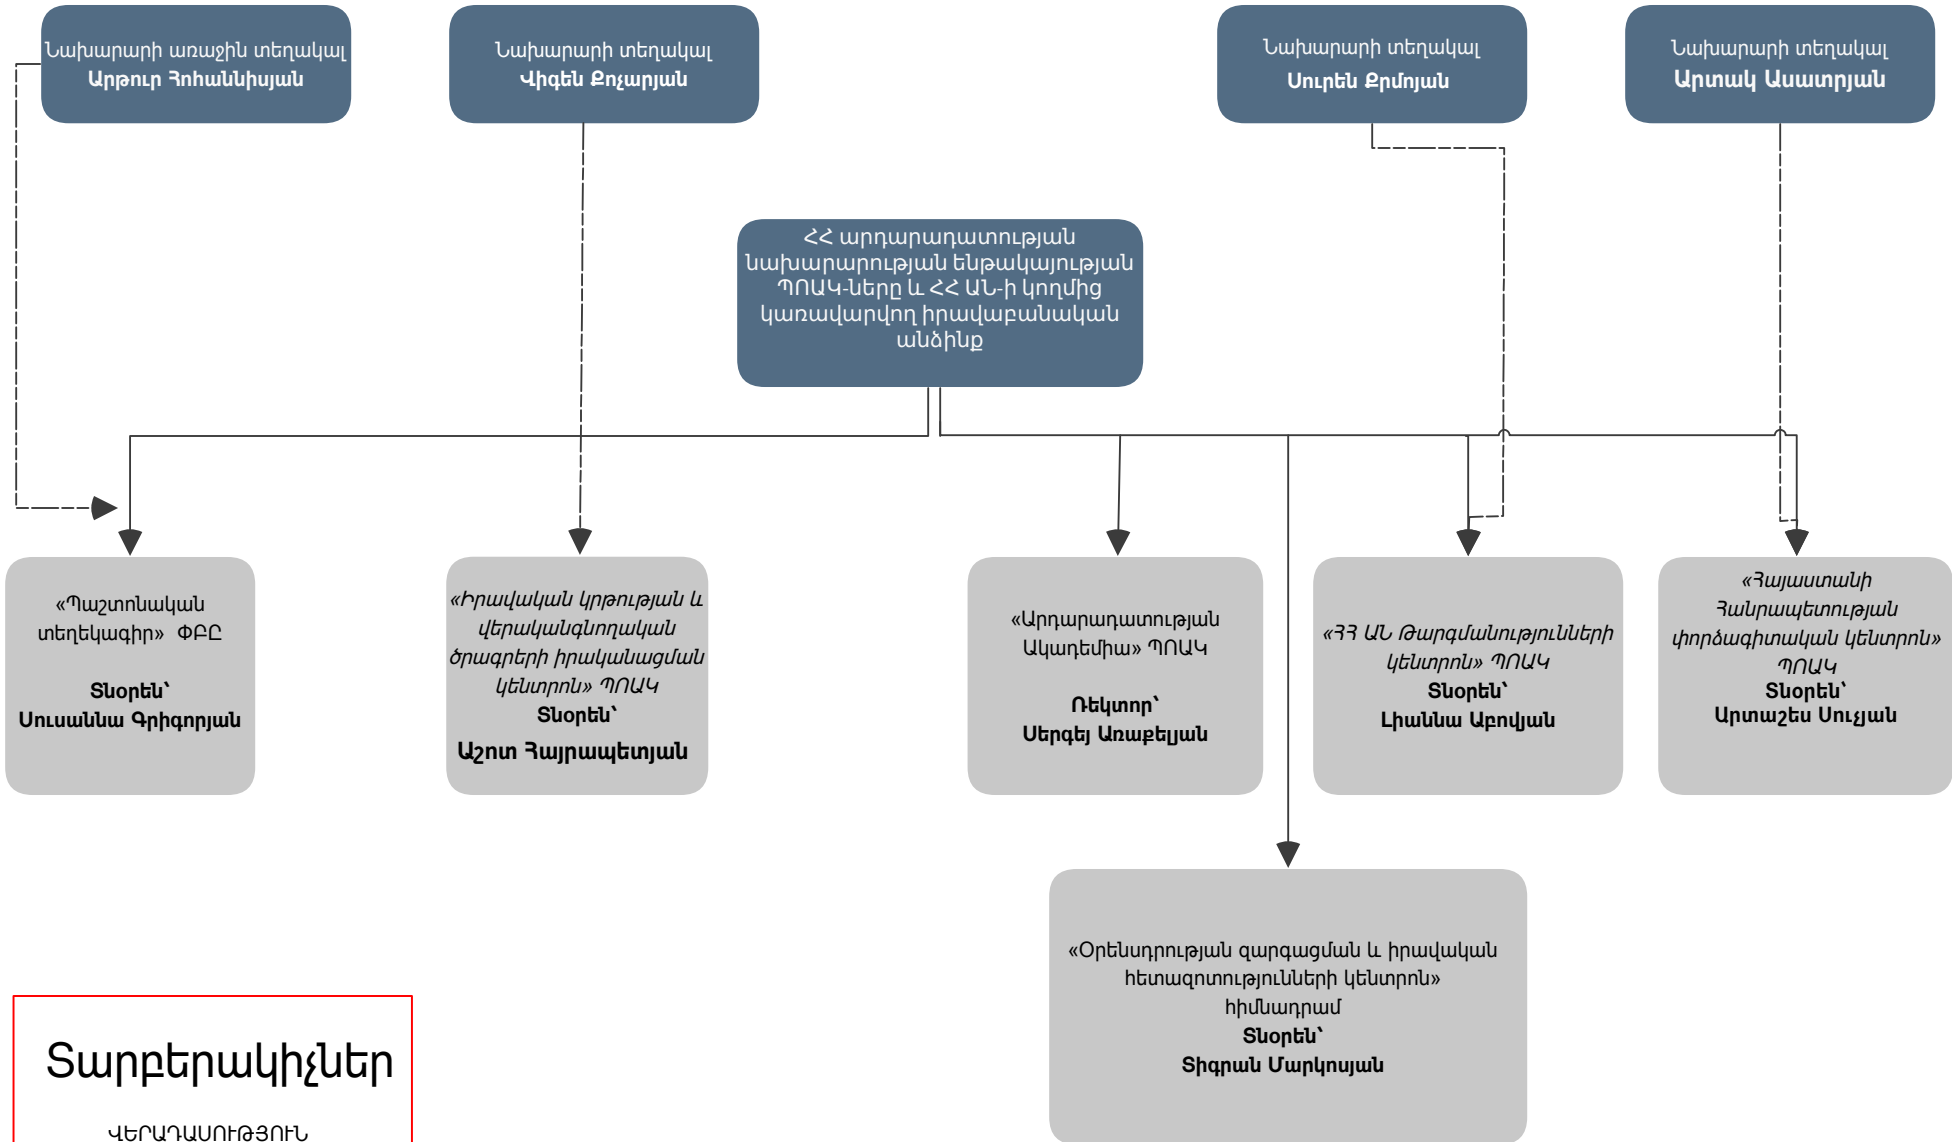 Նախարարի առաջին տեղակալ
Արթուր Հոհաննիսյան
Նախարարի տեղակալ
Վիգեն Քոչարյան
Նախարարի տեղակալ
Սուրեն Քրմոյան
Նախարարի տեղակալ
Արտակ Ասատրյան
ՀՀ արդարադատության
նախարարության ենթակայության
ՊՈԱԿ-ները և ՀՀ ԱՆ-ի կողմից
կառավարվող իրավաբանական
անձինք
«Պաշտոնական
տեղեկագիր» ՓԲԸ
Տնօրեն՝
Սուսաննա Գրիգորյան
«Իրավական կրթության և
վերականգնողական
ծրագրերի իրականացման
կենտրոն» ՊՈԱԿ
Տնօրեն՝
Աշոտ Հայրապետյան
«Արդարադատության
Ակադեմիա» ՊՈԱԿ
Ռեկտոր՝
Սերգեյ Առաքելյան
«ՀՀ ԱՆ Թարգմանությունների
կենտրոն» ՊՈԱԿ
Տնօրեն՝
Լիաննա Աբովյան
«Հայաստանի
Հանրապետության
փորձագիտական կենտրոն»
ՊՈԱԿ
Տնօրեն՝
Արտաշես Սուչյան
«Օրենսդրության զարգացման և իրավական
հետազոտությունների կենտրոն»
հիմնադրամ
Տնօրեն՝
Տիգրան Մարկոսյան
Տարբերակիչներ
ՎԵՐԱԴԱՍՈՒԹՅՈՒՆ